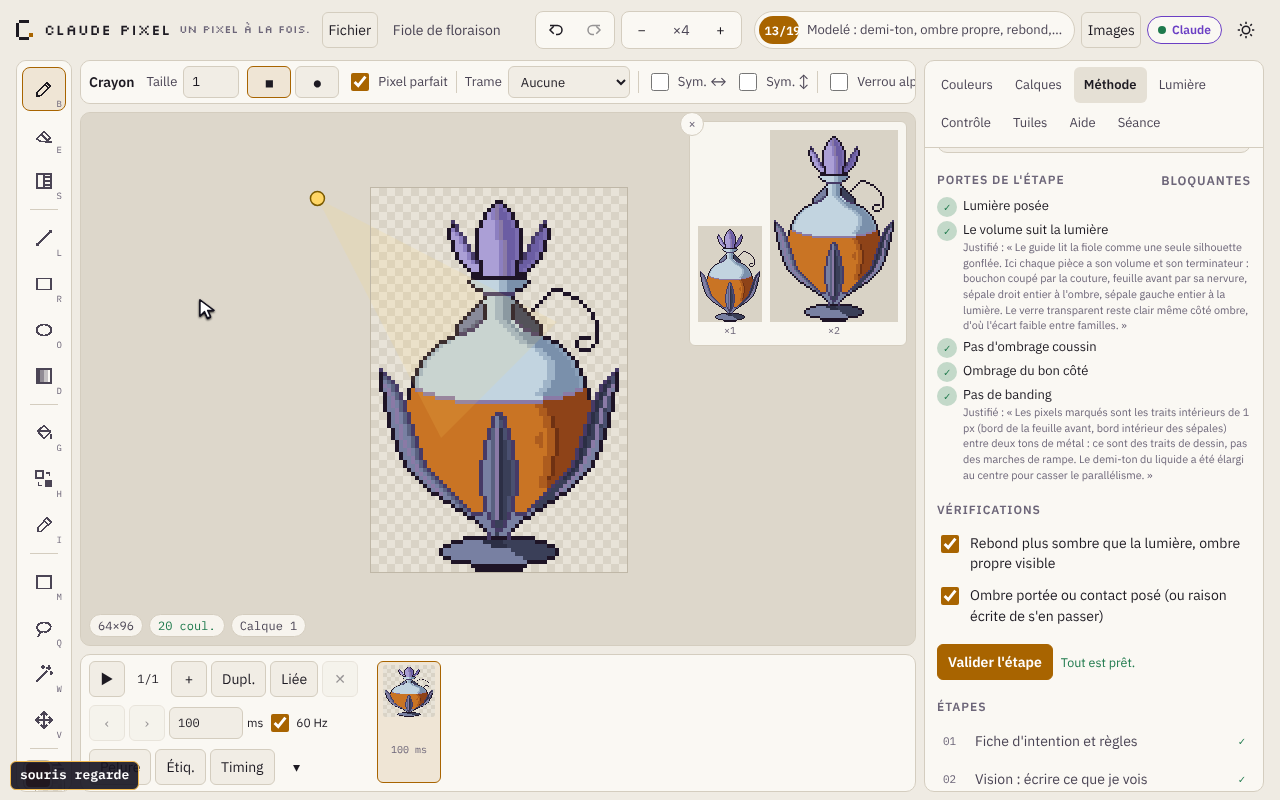 CLAUDE PIXEL UN PIXEL À LA FOIS. Fichier Fiole de floraison − ×4 + 13/19 Modelé : demi-ton, ombre propre, rebond,... Images Claude
Crayon Taille 1 Pixel parfait Trame Aucune Sym. Sym. Verrou alp
B
E
S
L
R
O
D
G
H
I
M
Q
W
V
×
×1
×2
64×96 20 coul. Calque 1
1/1 + Dupl. Liée ×
‹ › 100 ms 60 Hz
Étiq. Timing ▼
100 ms
souris regarde
Couleurs Calques Méthode Lumière
Contrôle Tuiles Aide Séance
PORTES DE L'ÉTAPE BLOQUANTES
✓ Lumière posée
✓ Le volume suit la lumière
Justifié : « Le guide lit la fiole comme une seule silhouette
gonflée. Ici chaque pièce a son volume et son terminateur :
bouchon coupé par la couture, feuille avant par sa nervure,
sépale droit entier à l'ombre, sépale gauche entier à la
lumière. Le verre transparent reste clair même côté ombre,
d'où l'écart faible entre familles. »
✓ Pas d'ombrage coussin
✓ Ombrage du bon côté
✓ Pas de banding
Justifié : « Les pixels marqués sont les traits intérieurs de 1
px (bord de la feuille avant, bord intérieur des sépales)
entre deux tons de métal : ce sont des traits de dessin, pas
des marches de rampe. Le demi-ton du liquide a été élargi
au centre pour casser le parallélisme. »
VÉRIFICATIONS
Rebond plus sombre que la lumière, ombre
propre visible
Ombre portée ou contact posé (ou raison
écrite de s'en passer)
Valider l'étape Tout est prêt.
ÉTAPES
01 Fiche d'intention et règles ✓
02 Vision : écrire ce que je vois ✓